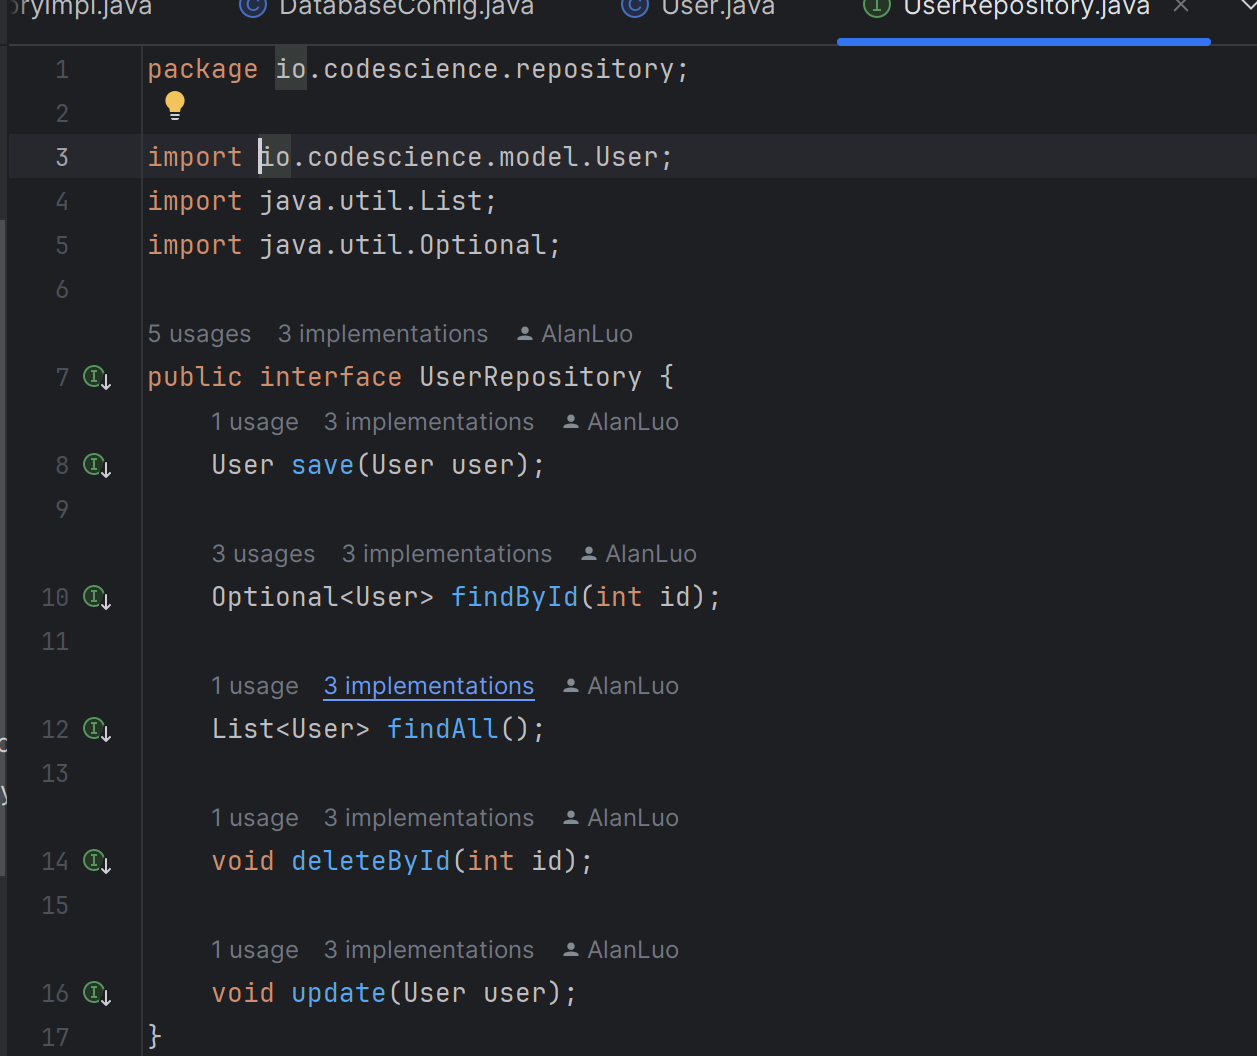 DatabaseConfig.java User.java UserRepository.java
1 package io.codescience.repository;
2
3 import io.codescience.model.User;
4 import java.util.List;
5 import java.util.Optional;
6
5 usages 3 implementations AlanLuo
7 public interface UserRepository {
1 usage 3 implementations AlanLuo
8 User save(User user);
9
3 usages 3 implementations AlanLuo
10 Optional<User> findById(int id);
11
1 usage 3 implementations AlanLuo
12 List<User> findAll();
13
1 usage 3 implementations AlanLuo
14 void deleteById(int id);
15
1 usage 3 implementations AlanLuo
16 void update(User user);
17 }